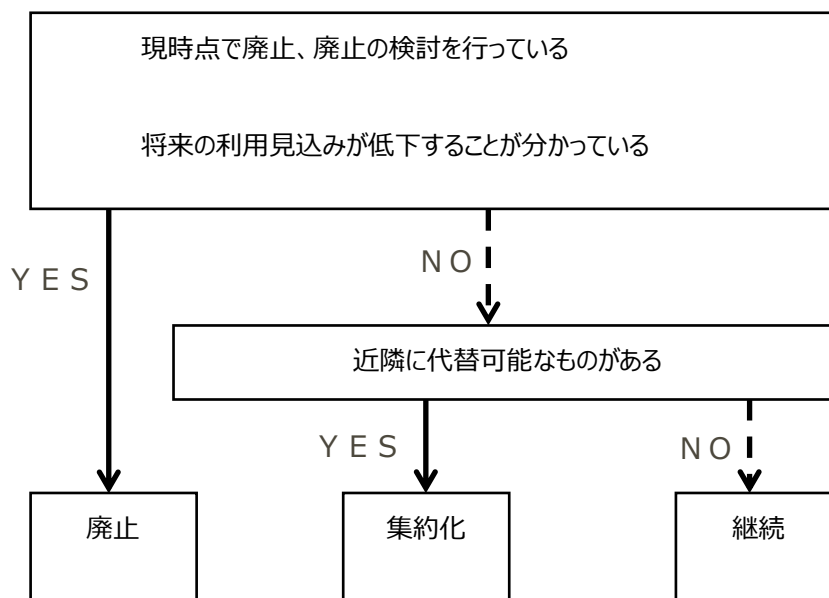 現時点で廃止、廃止の検討を行っている
将来の利用見込みが低下することが分かっている
ＹＥＳ
ＮＯ
近隣に代替可能なものがある
ＹＥＳ
ＮＯ
廃止
集約化
継続